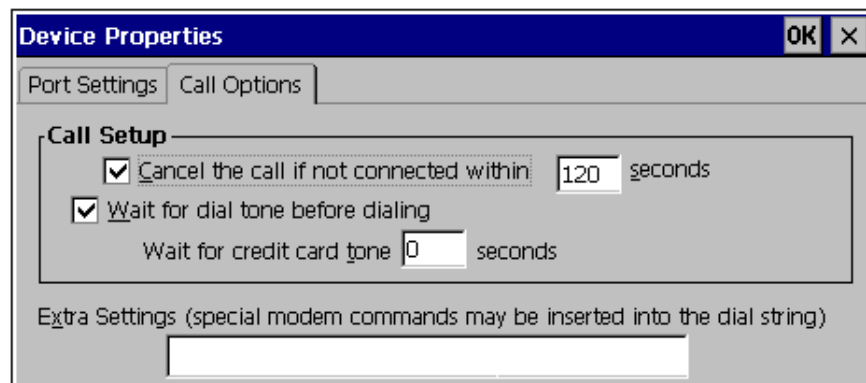 Device Properties OK ×
Port Settings Call Options
Call Setup
Cancel the call if not connected within 120 seconds
Wait for dial tone before dialing
Wait for credit card tone 0 seconds
Extra Settings (special modem commands may be inserted into the dial string)